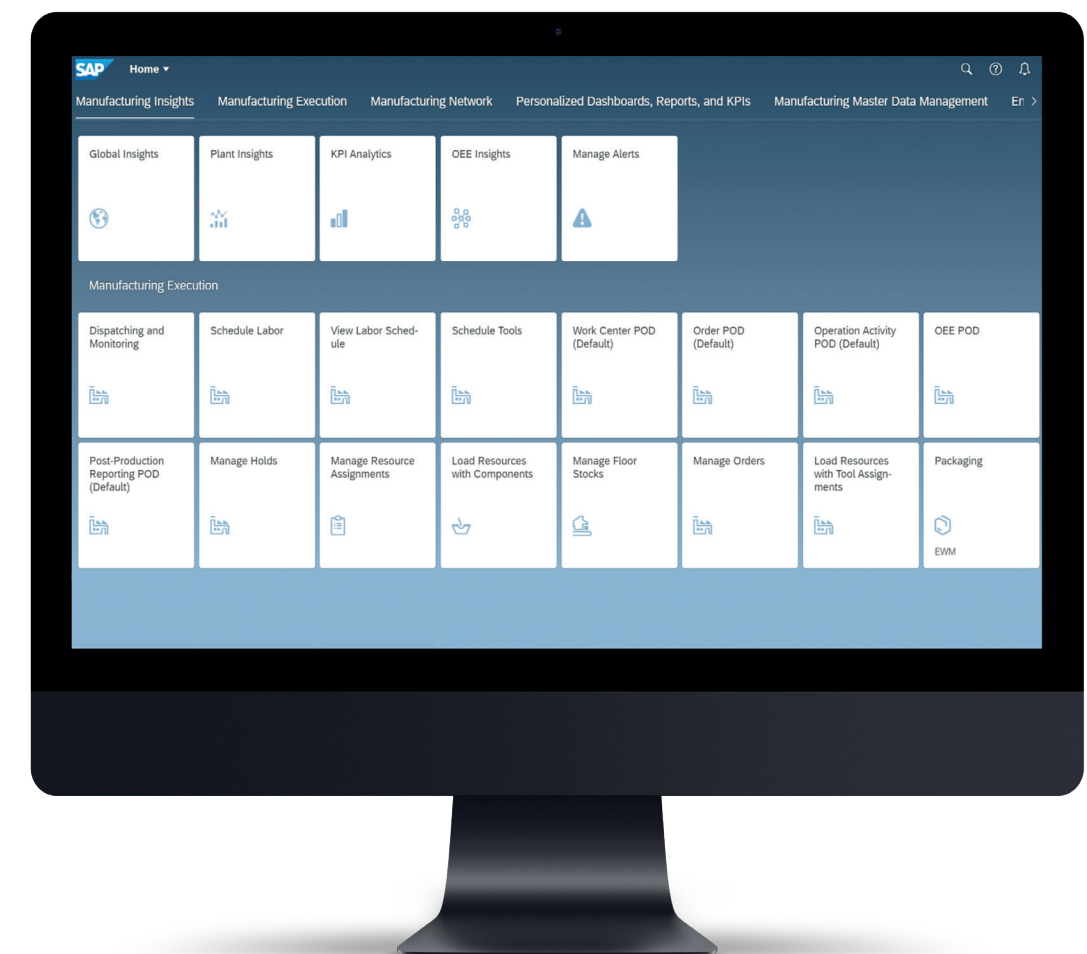 SAP Home
Manufacturing Insights Manufacturing Execution Manufacturing Network Personalized Dashboards, Reports, and KPIs Manufacturing Master Data Management En
Global Insights Plant Insights KPI Analytics OEE Insights Manage Alerts
Manufacturing Execution
Dispatching and
Monitoring
Schedule Labor
View Labor Sched-
ule
Schedule Tools
Work Center POD
(Default)
Order POD
(Default)
Operation Activity
POD (Default)
OEE POD
Post-Production
Reporting POD
(Default)
Manage Holds
Manage Resource
Assignments
Load Resources
with Components
Manage Floor
Stocks
Manage Orders
Load Resources
with Tool Assign-
ments
Packaging
EWM